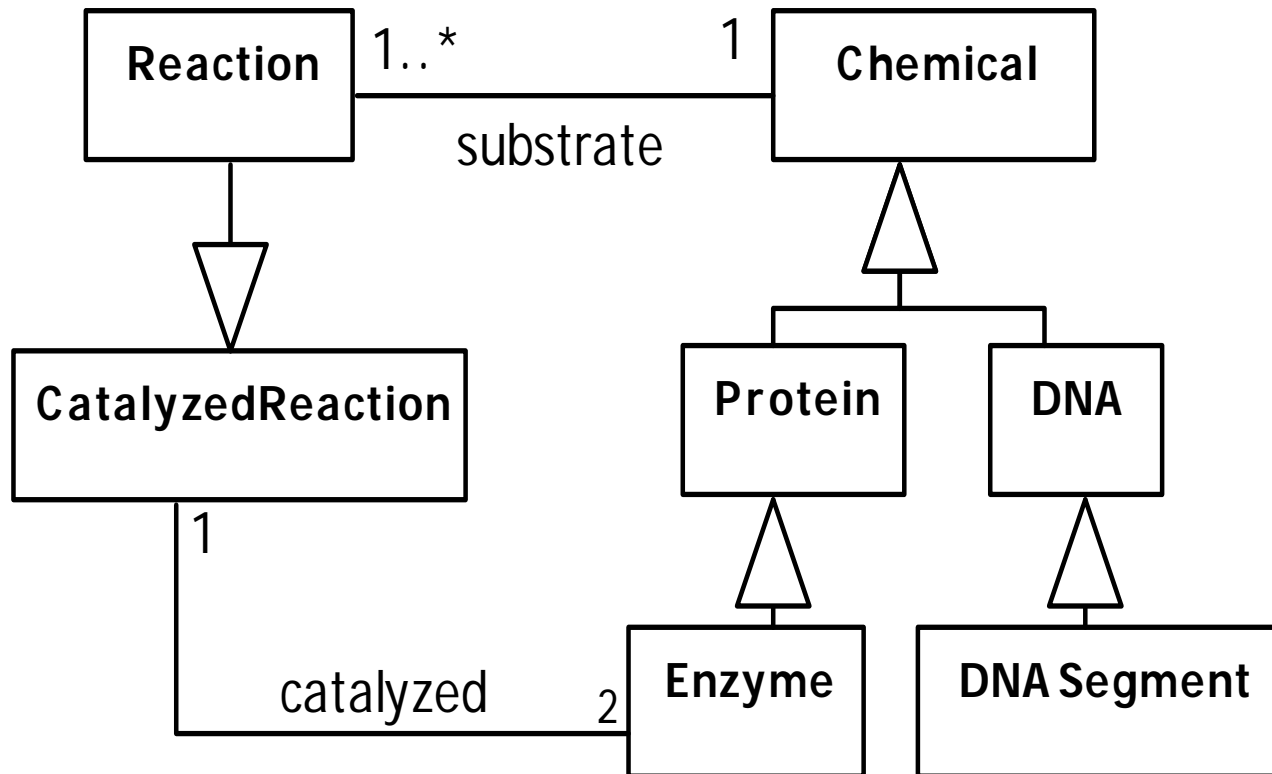 Reaction
1..*
1
Chemical
substrate
CatalyzedReaction
Protein
DNA
1
catalyzed
2
Enzyme
DNA Segment